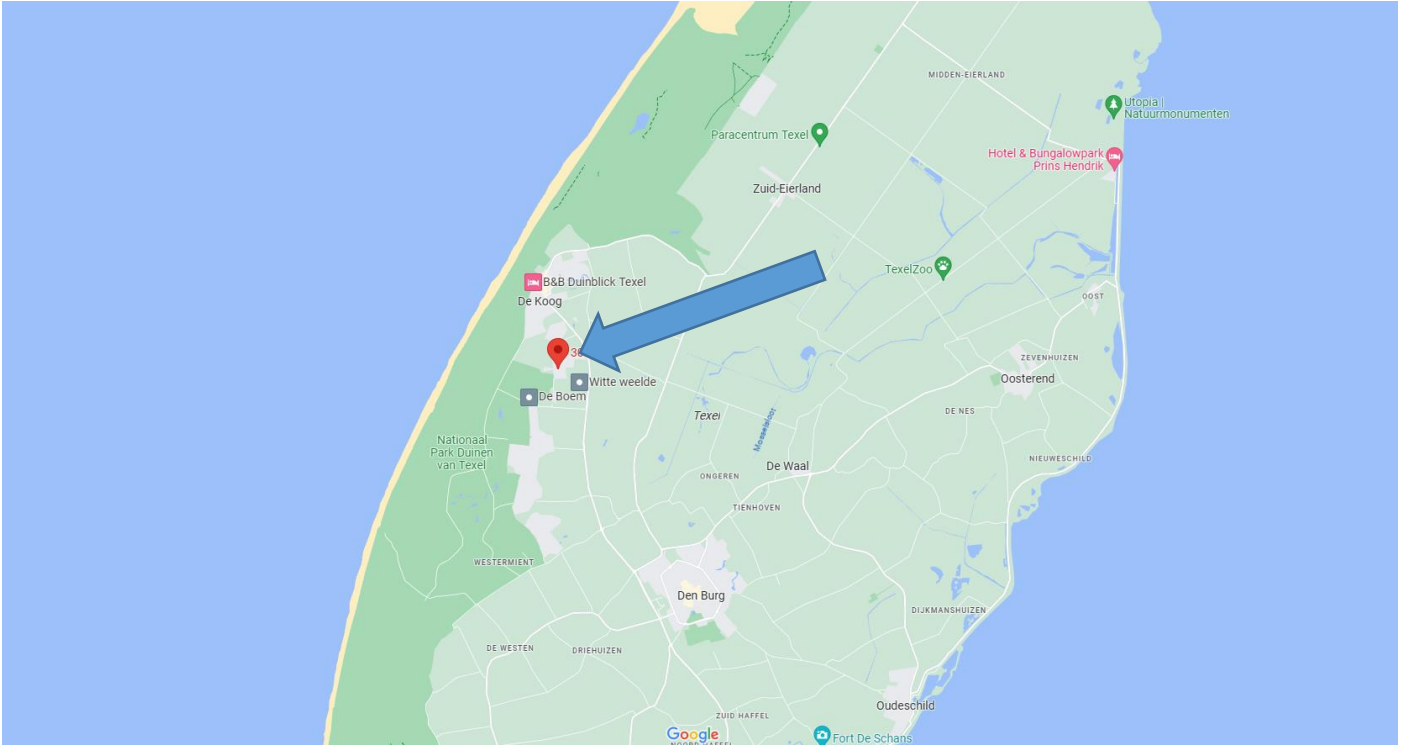 MIDDEN-EIERLAND
Utopia |
Natuurmonumenten
Paracentrum Texel
Hotel & Bungalowpark
Prins Hendrik
Zuid-Eierland
TexelZoo
B&B Duinblick Texel
De Koog
OOST
38
ZEVENHUIZEN
Oosterend
Witte weelde
De Boem
DE NES
Texel
Mosselsloot
Nationaal
Park Duinen
van Texel
NIEUWESCHILD
De Waal
ONGEREN
TIENHOVEN
WESTERMIENT
Den Burg
DIJKMANSHUIZEN
DE WESTEN
DRIEHUIZEN
Oudeschild
ZUID HAFFEL
Google
Fort De Schans